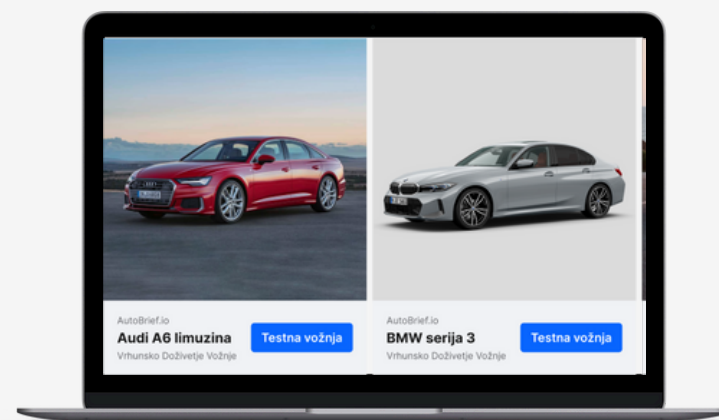 AutoBrief.io
Audi A6 limuzina
Vrhunsko Doživetje Vožnje
Testna vožnja
AutoBrief.io
BMW serija 3
Vrhunsko Doživetje Vožnje
Testna vožnja